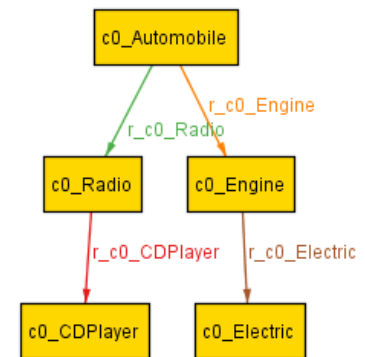 c0_Automobile
r_c0_Engine
r_c0_Radio
c0_Radio
c0_Engine
r_c0_CDPlayer
r_c0_Electric
c0_CDPlayer
c0_Electric